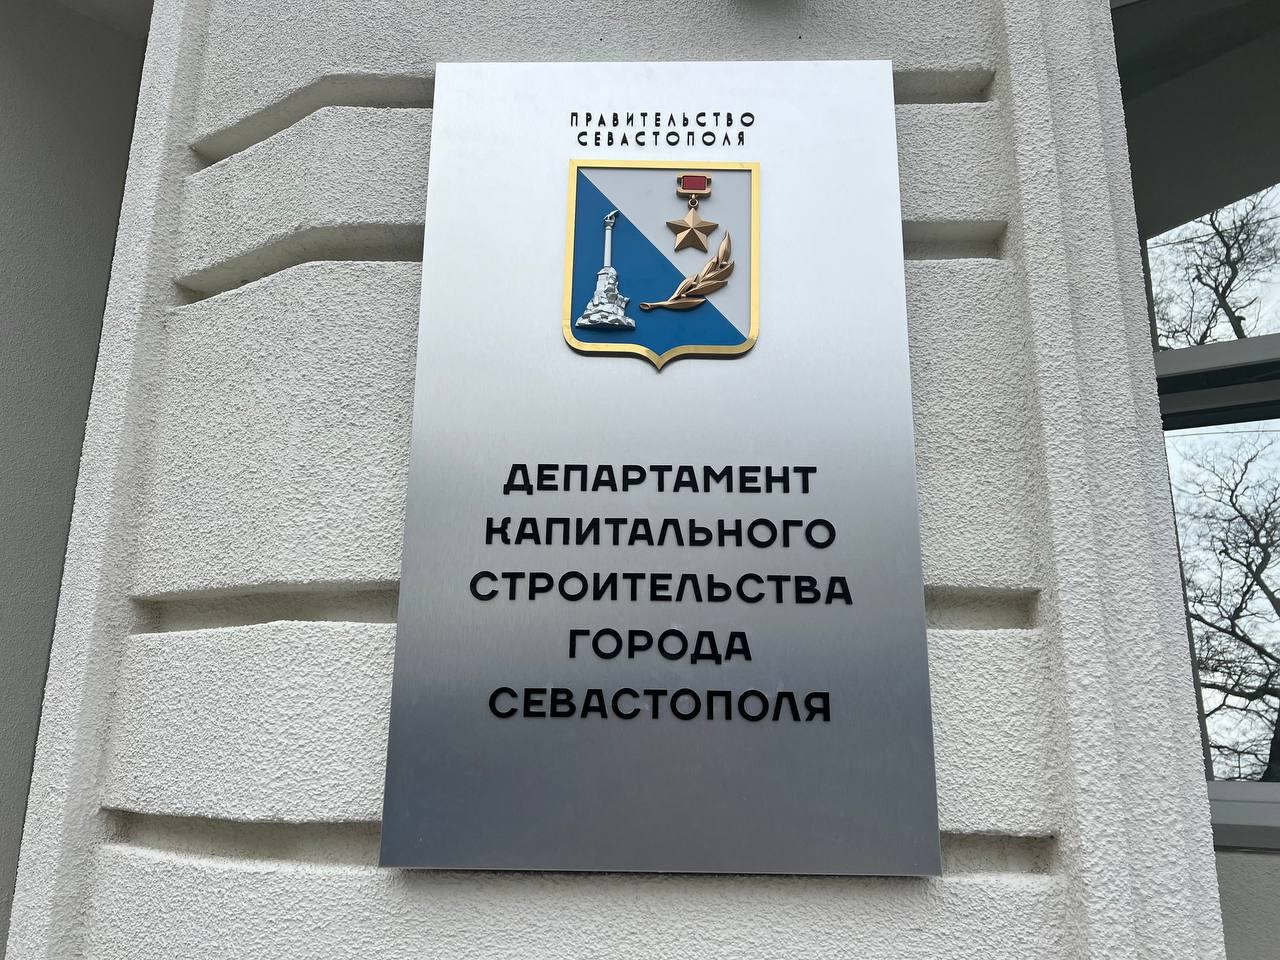 ПРАВИТЕЛЬСТВО
СЕВАСТОПОЛЯ
ДЕПАРТАМЕНТ
КАПИТАЛЬНОГО
СТРОИТЕЛЬСТВА
ГОРОДА
СЕВАСТОПОЛЯ